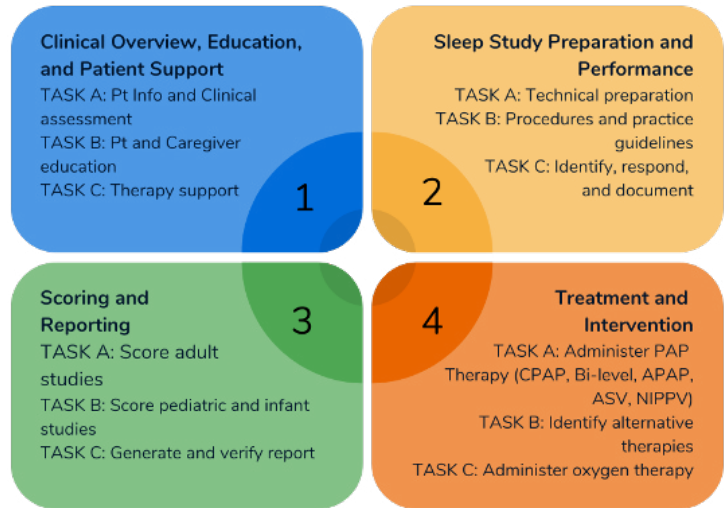 Clinical Overview, Education,
and Patient Support
TASK A: Pt Info and Clinical
assessment
TASK B: Pt and Caregiver
education
TASK C: Therapy support
1
Sleep Study Preparation and
Performance
TASK A: Technical preparation
TASK B: Procedures and practice
guidelines
TASK C: Identify, respond,
and document
2
Scoring and
Reporting
TASK A: Score adult
studies
TASK B: Score pediatric and infant
studies
TASK C: Generate and verify report
3
Treatment and
Intervention
TASK A: Administer PAP
Therapy (CPAP, Bi-level, APAP,
ASV, NIPPV)
TASK B: Identify alternative
therapies
TASK C: Administer oxygen therapy
4